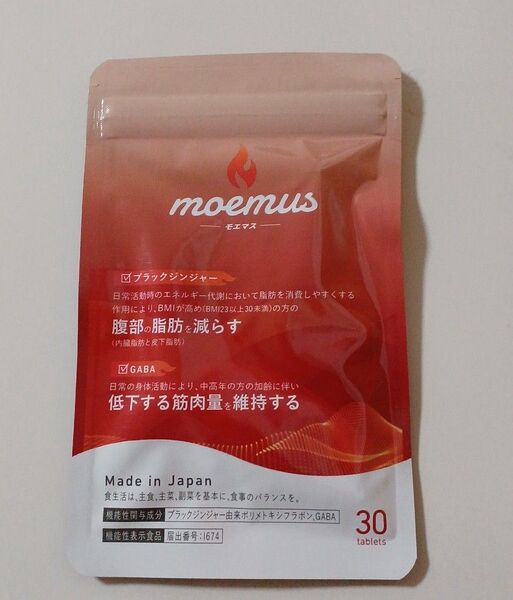 moemus
モエマス
ブラックジンジャー
日常活動時のエネルギー代謝において脂肪を消費しやすくする
作用により、BMIが高め(BMI23以上30未満)の方の
腹部の脂肪を減らす
(内臓脂肪と皮下脂肪)
GABA
日常の身体活動により、中高年の方の加齢に伴い
低下する筋肉量を維持する
Made in Japan
食生活は、主食、主菜、副菜を基本に、食事のバランスを。
機能性関与成分 ブラックジンジャー由来ポリメトキシフラボン、GABA
機能性表示食品 届出番号:I674
30
tablets